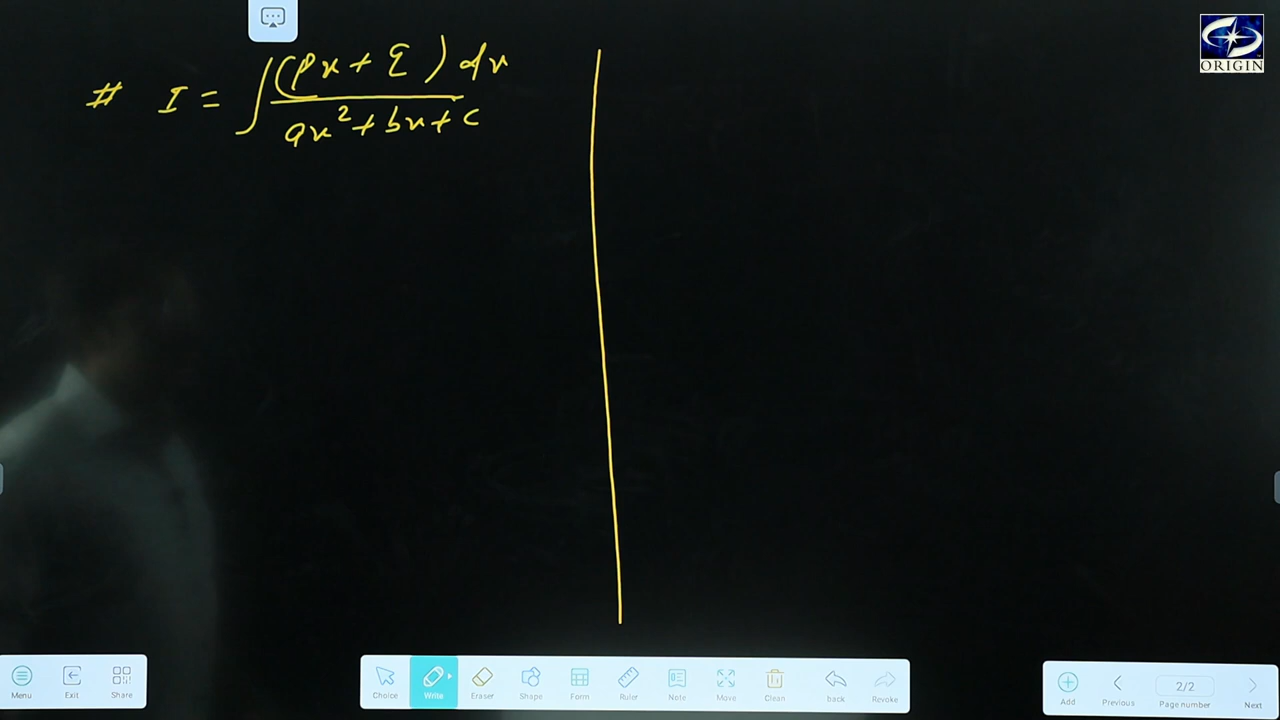 # I = ∫ (px + q) dx / ax² + bx + c
ORIGIN
Menu
Exit
Share
Choice
Write
Eraser
Shape
Form
Ruler
Note
Move
Clean
back
Revoke
Add
Previous
2/2
Page number
Next